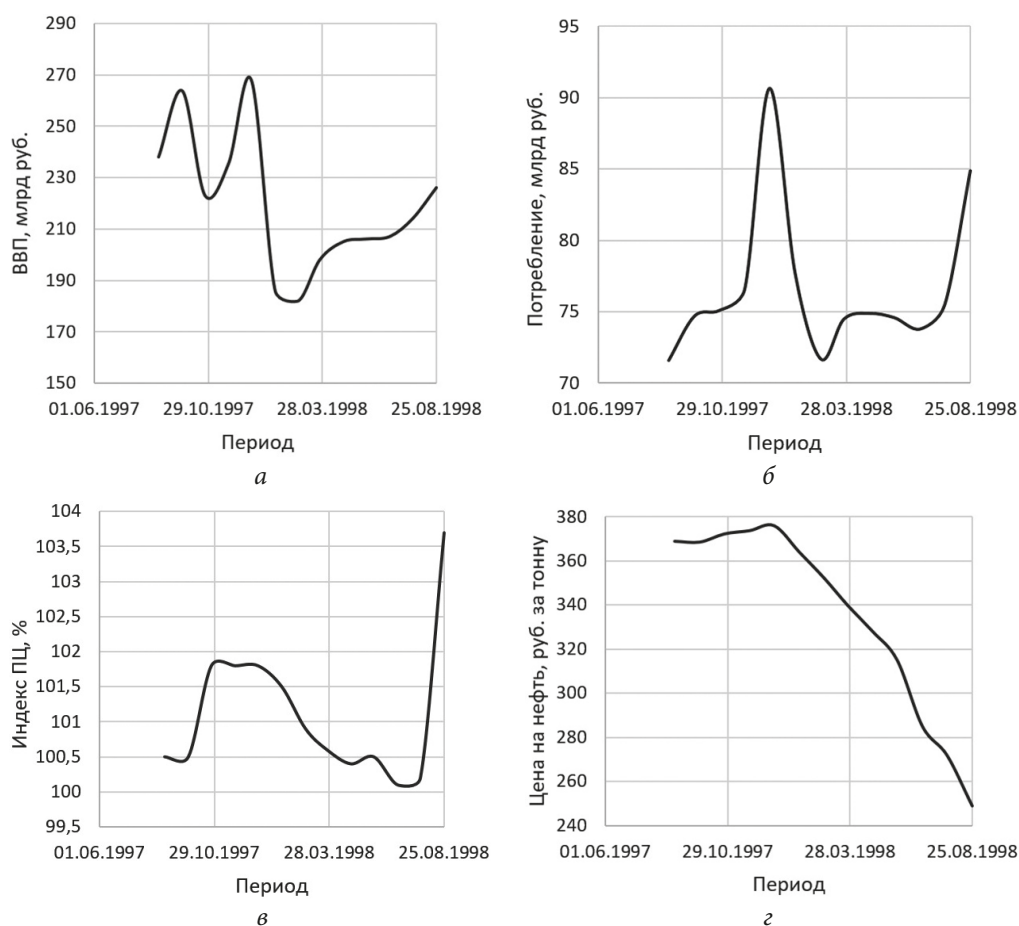 ВВП, млрд руб.
290
270
250
230
210
190
170
150
01.06.1997 29.10.1997 28.03.1998 25.08.1998
Период
а
Потребление, млрд руб.
95
90
85
80
75
70
01.06.1997 29.10.1997 28.03.1998 25.08.1998
Период
б
Индекс ПЦ, %
104
103,5
103
102,5
102
101,5
101
100,5
100
99,5
01.06.1997 29.10.1997 28.03.1998 25.08.1998
Период
в
Цена на нефть, руб. за тонну
380
360
340
320
300
280
260
240
01.06.1997 29.10.1997 28.03.1998 25.08.1998
Период
г